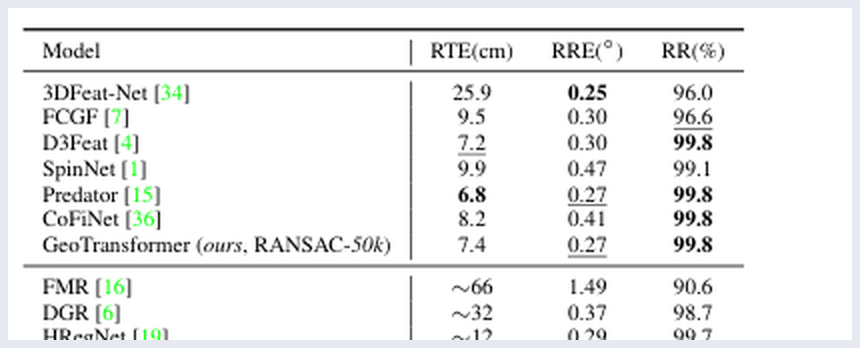 Model RTE(cm) RRE(°) RR(%)
3DFeat-Net [34] 25.9 0.25 96.0
FCGF [7] 9.5 0.30 96.6
D3Feat [4] 7.2 0.30 99.8
SpinNet [1] 9.9 0.47 99.1
Predator [15] 6.8 0.27 99.8
CoFiNet [36] 8.2 0.41 99.8
GeoTransformer (ours, RANSAC-50k) 7.4 0.27 99.8
FMR [16] ~66 1.49 90.6
DGR [6] ~32 0.37 98.7
HRegNet [19] ~12 0.29 99.7